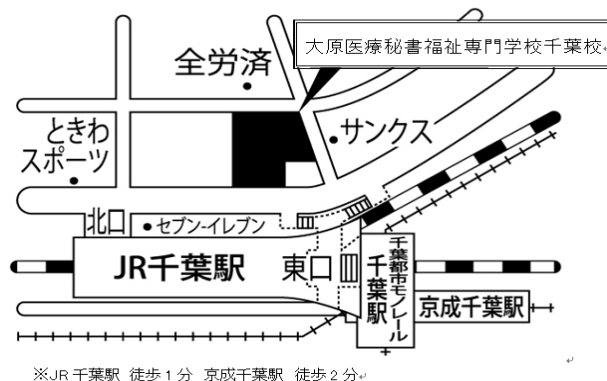 大原医療秘書福祉専門学校千葉校
全労済
ときわ
スポーツ
サンクス
北口
セブン-イレブン
JR千葉駅
東口
千葉都市モノレール
千葉駅
京成千葉駅
※JR千葉駅 徒歩1分 京成千葉駅 徒歩2分